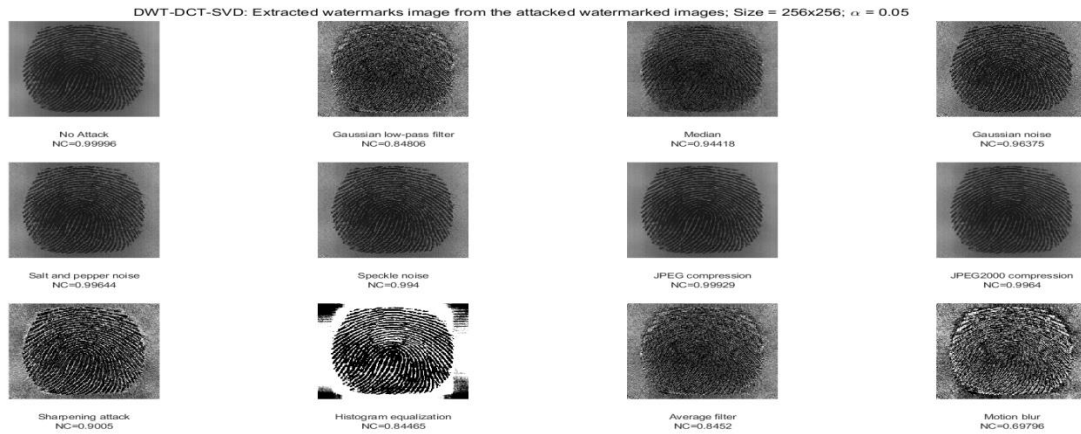 DWT-DCT-SVD: Extracted watermarks image from the attacked watermarked images; Size = 256x256; α = 0.05
No Attack
NC=0.99996
Gaussian low-pass filter
NC=0.84806
Median
NC=0.94418
Gaussian noise
NC=0.96375
Salt and pepper noise
NC=0.99644
Speckle noise
NC=0.994
JPEG compression
NC=0.99929
JPEG2000 compression
NC=0.9964
Sharpening attack
NC=0.9005
Histogram equalization
NC=0.84465
Average filter
NC=0.8452
Motion blur
NC=0.69796